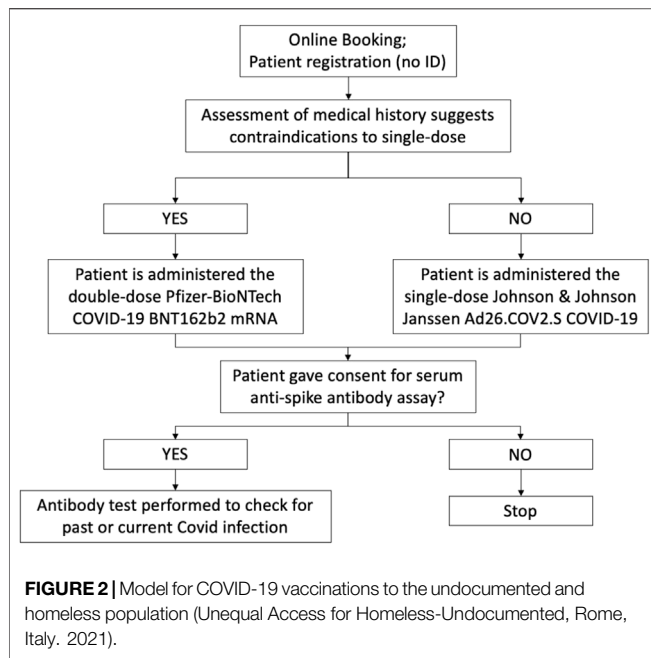 Online Booking;
Patient registration (no ID)
Assessment of medical history suggests
contraindications to single-dose
YES
NO
Patient is administered the
double-dose Pfizer-BioNTech
COVID-19 BNT162b2 mRNA
Patient is administered the
single-dose Johnson & Johnson
Janssen Ad26.COV2.S COVID-19
Patient gave consent for serum
anti-spike antibody assay?
YES
NO
Antibody test performed to check for
past or current Covid infection
Stop
FIGURE 2 | Model for COVID-19 vaccinations to the undocumented and
homeless population (Unequal Access for Homeless-Undocumented, Rome,
Italy. 2021).